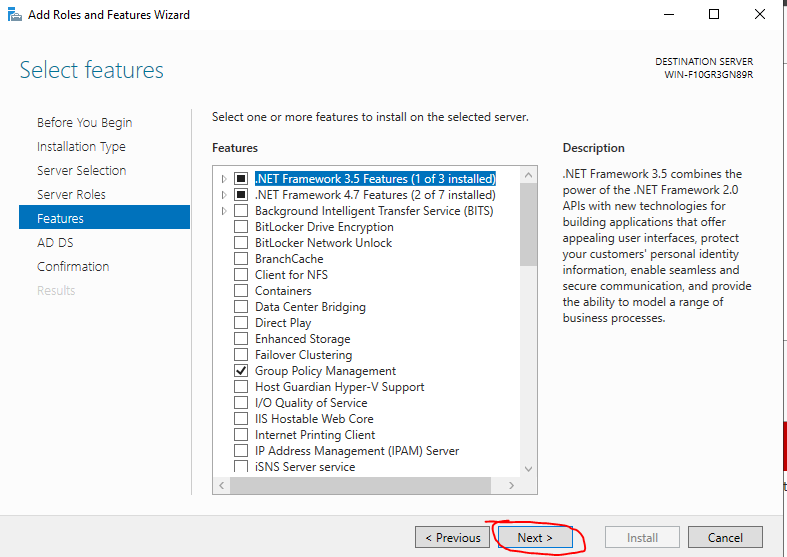 Add Roles and Features Wizard
Select features
DESTINATION SERVER
WIN-F10GR3GN89R
Before You Begin
Installation Type
Server Selection
Server Roles
Features
AD DS
Confirmation
Results
Select one or more features to install on the selected server.
Features
.NET Framework 3.5 Features (1 of 3 installed)
.NET Framework 4.7 Features (2 of 7 installed)
Background Intelligent Transfer Service (BITS)
BitLocker Drive Encryption
BitLocker Network Unlock
BranchCache
Client for NFS
Containers
Data Center Bridging
Direct Play
Enhanced Storage
Failover Clustering
Group Policy Management
Host Guardian Hyper-V Support
I/O Quality of Service
IIS Hostable Web Core
Internet Printing Client
IP Address Management (IPAM) Server
iSNS Server service
Description
.NET Framework 3.5 combines the
power of the .NET Framework 2.0
APIs with new technologies for
building applications that offer
appealing user interfaces, protect
your customers' personal identity
information, enable seamless and
secure communication, and provide
the ability to model a range of
business processes.
< Previous
Next >
Install
Cancel